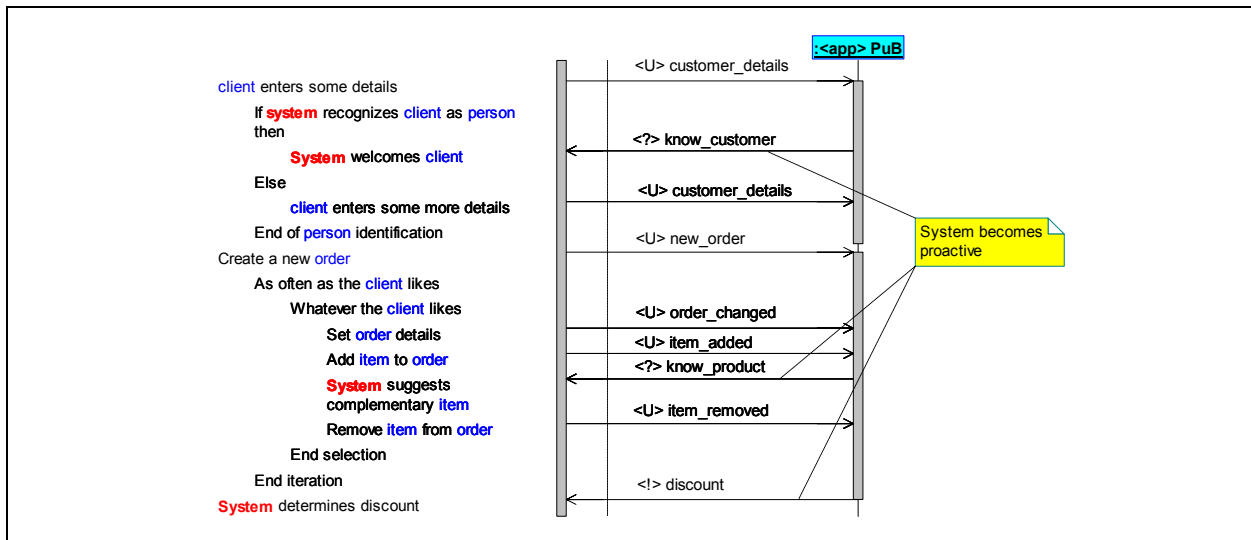 :<app> PuB
<U> customer_details
client enters some details
If system recognizes client as person
then
<?> know_customer
System welcomes client
Else
<U> customer_details
client enters some more details
End of person identification
<U> new_order
System becomes
proactive
Create a new order
As often as the client likes
Whatever the client likes
<U> order_changed
Set order details
<U> item_added
Add item to order
<?> know_product
System suggests
complementary item
<U> item_removed
Remove item from order
End selection
End iteration
<!> discount
System determines discount